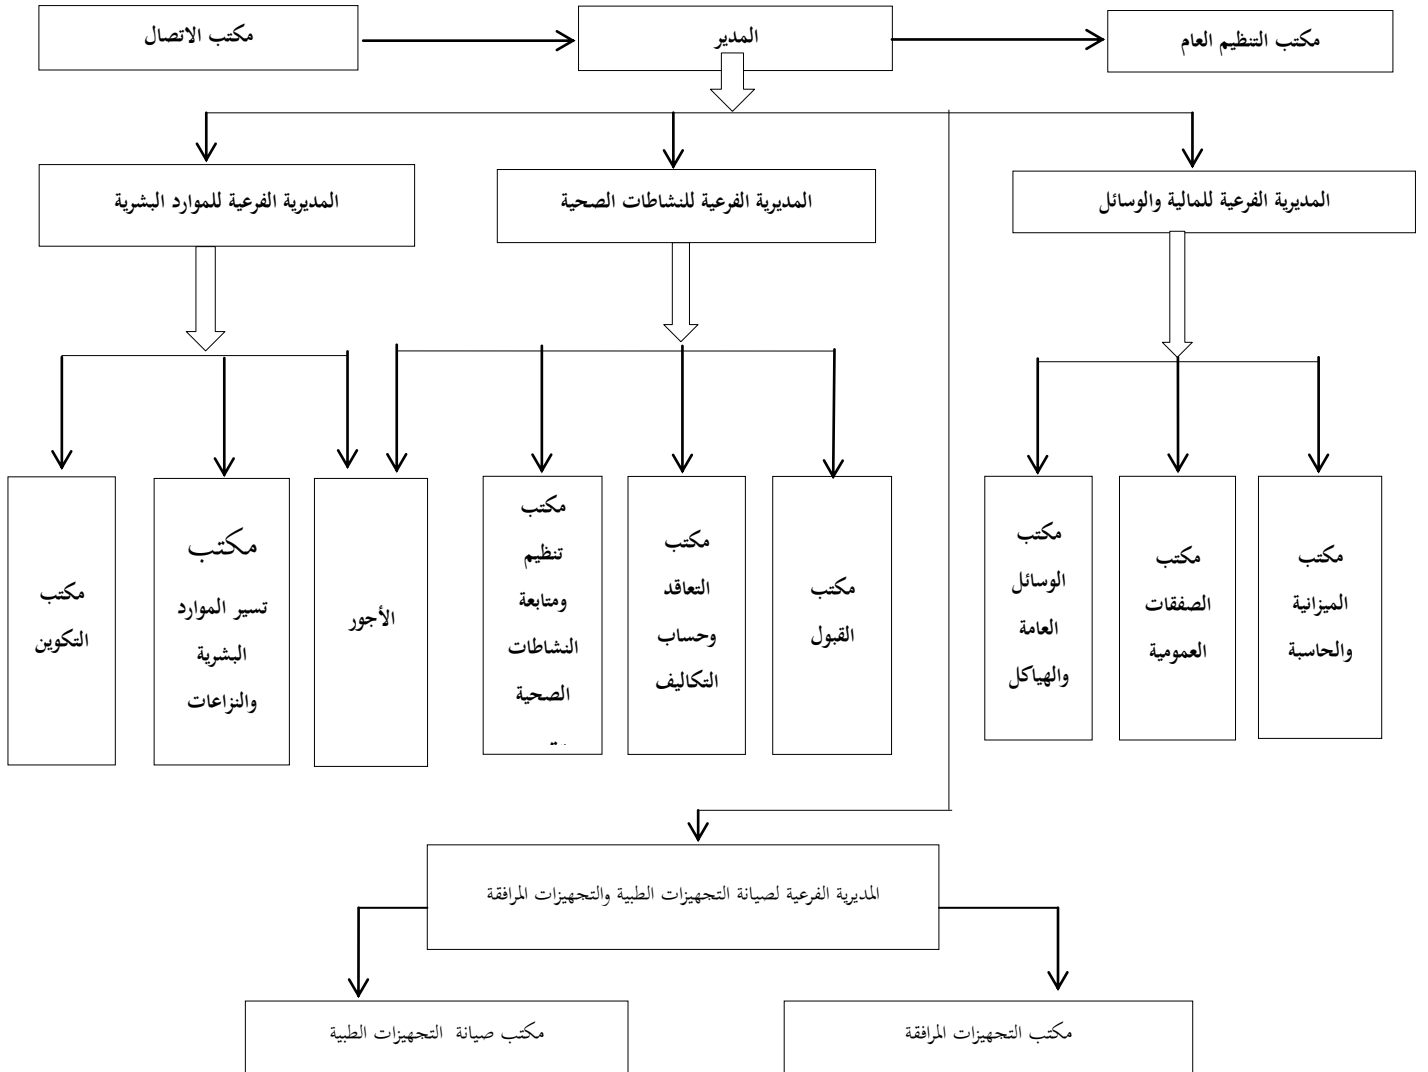 مكتب التنظيم العام
المدير
مكتب الاتصال
المديرية الفرعية للمالية والوسائل
المديرية الفرعية للنشاطات الصحية
المديرية الفرعية للموارد البشرية
مكتب
الميزانية
والحاسبة
مكتب
الصفقات
العمومية
مكتب
الوسائل
العامة
والهياكل
مكتب
القبول
مكتب
التعاقد
وحساب
التكاليف
مكتب
تنظيم
ومتابعة
النشاطات
الصحية
الأجور
مكتب
تسير الموارد
البشرية
والنزاعات
مكتب
التكوين
المديرية الفرعية لصيانة التجهيزات الطبية والتجهيزات المرافقة
مكتب التجهيزات المرافقة
مكتب صيانة التجهيزات الطبية